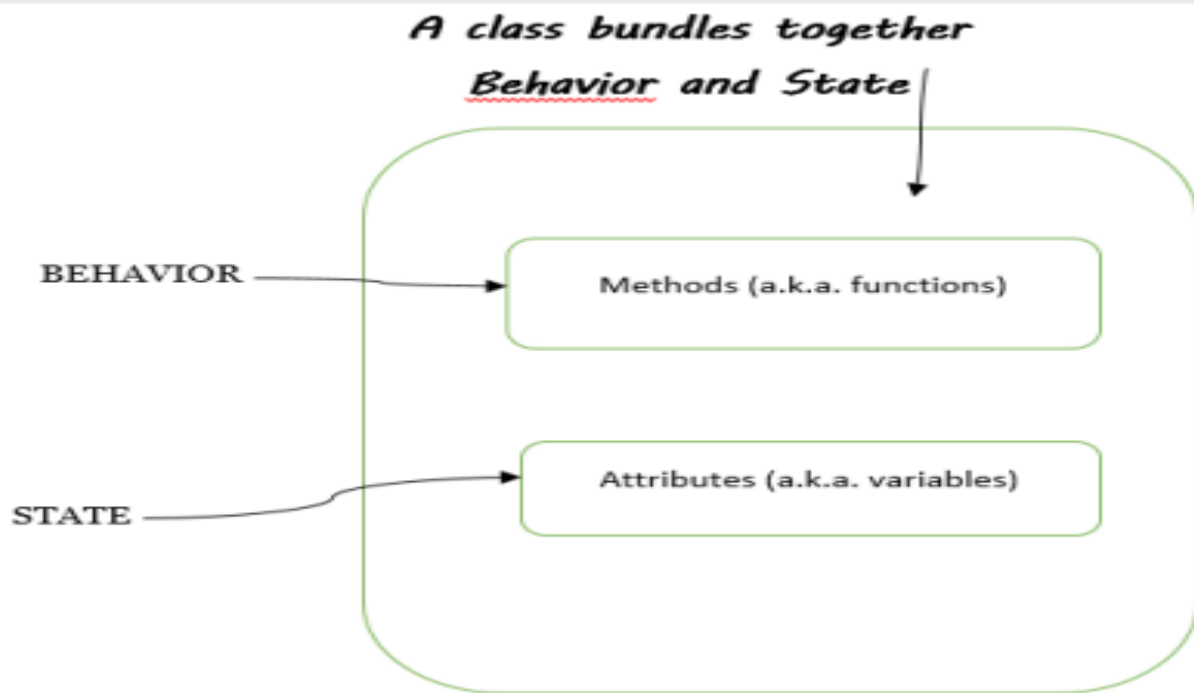 A class bundles together
Behavior and State
BEHAVIOR
Methods (a.k.a. functions)
Attributes (a.k.a. variables)
STATE